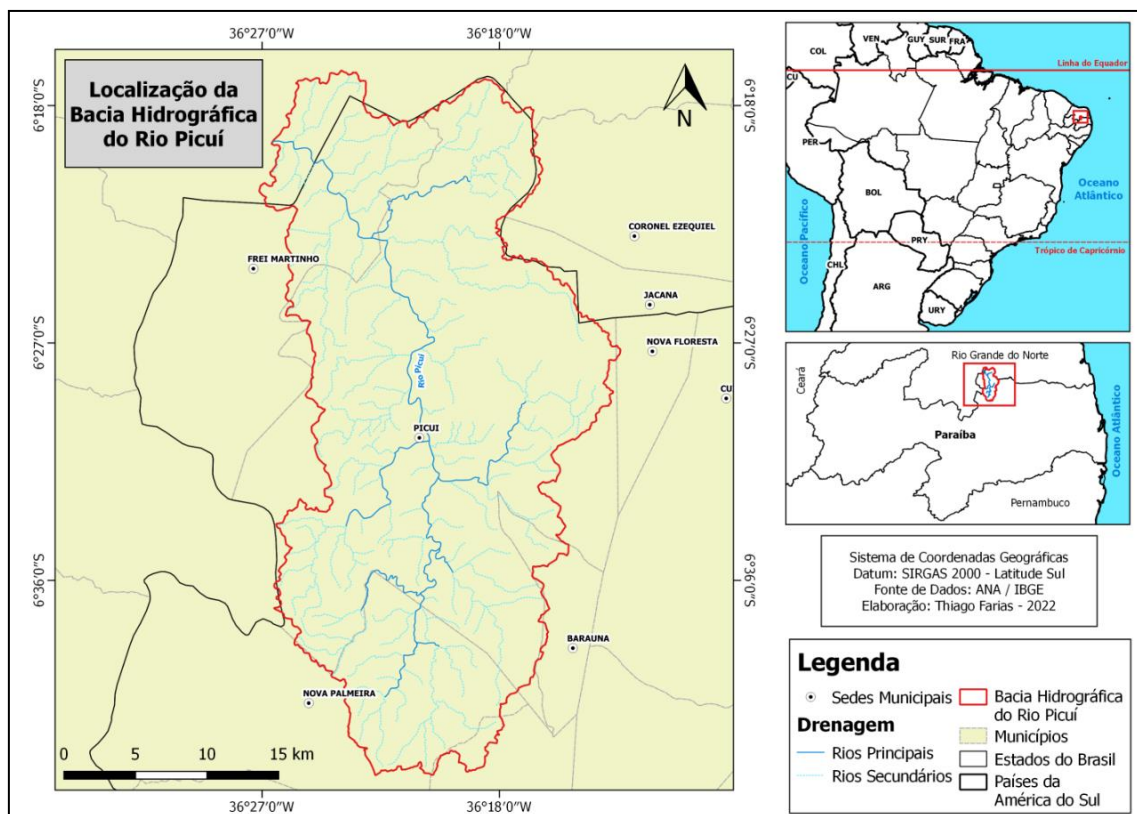 Localização da
Bacia Hidrográfica
do Rio Picuí
36°27'0"W
36°18'0"W
6°18'0"S
6°18'0"S
N
CORONEL EZEQUIEL
FREI MARTINHO
JACANA
6°27'0"S
6°27'0"S
NOVA FLORESTA
Rio Picuí
CU
PICUI
6°36'0"S
6°36'0"S
BARAUNA
NOVA PALMEIRA
0 5 10 15 km
36°27'0"W
36°18'0"W
COL
VEN
GUY
SUR
FRA
Linha do Equador
CU
PER
BOL
Oceano
Atlântico
Oceano Pacífico
PRY
Trópico de Capricórnio
CHL
ARG
URY
Rio Grande do Norte
Ceará
Paraíba
Oceano Atlântico
Pernambuco
Sistema de Coordenadas Geográficas
Datum: SIRGAS 2000 - Latitude Sul
Fonte de Dados: ANA / IBGE
Elaboração: Thiago Farias - 2022
Legenda
Sedes Municipais
Drenagem
Rios Principais
Rios Secundários
Bacia Hidrográfica
do Rio Picuí
Municípios
Estados do Brasil
Países da
América do Sul